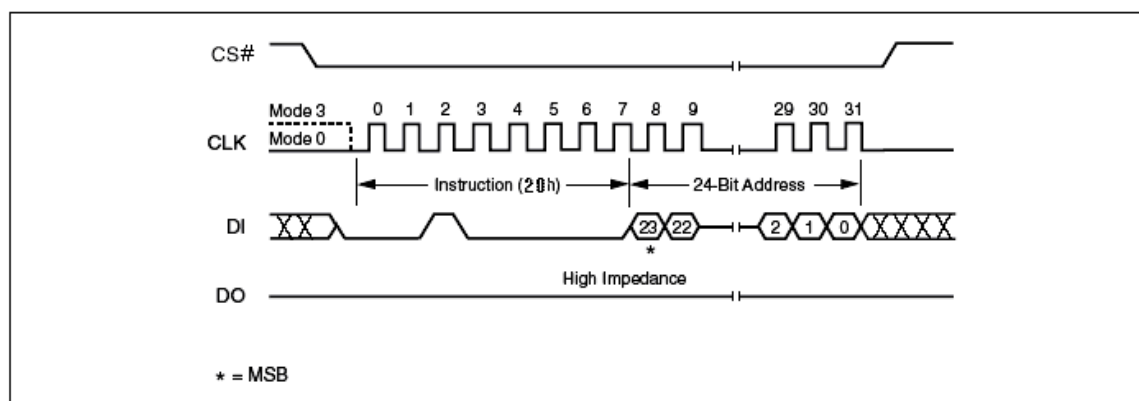 CS#
Mode 3 0 1 2 3 4 5 6 7 8 9 29 30 31
CLK Mode 0
Instruction (20h) 24-Bit Address
DI 23 22 2 1 0
*
High Impedance
DO
* = MSB